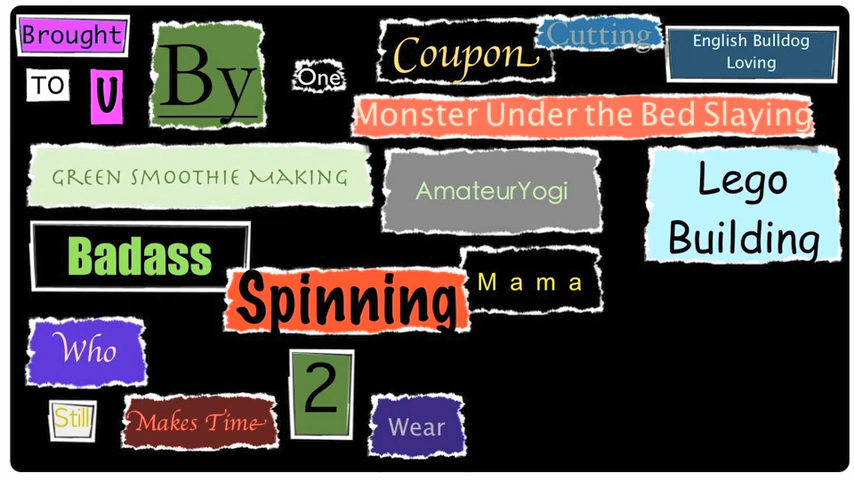 Brought
TO U By One Coupon Cutting English Bulldog
Loving
Monster Under the Bed Slaying
GREEN SMOOTHIE MAKING AmateurYogi Lego
Building
Badass Spinning Mama
Who
Still Makes Time 2 Wear